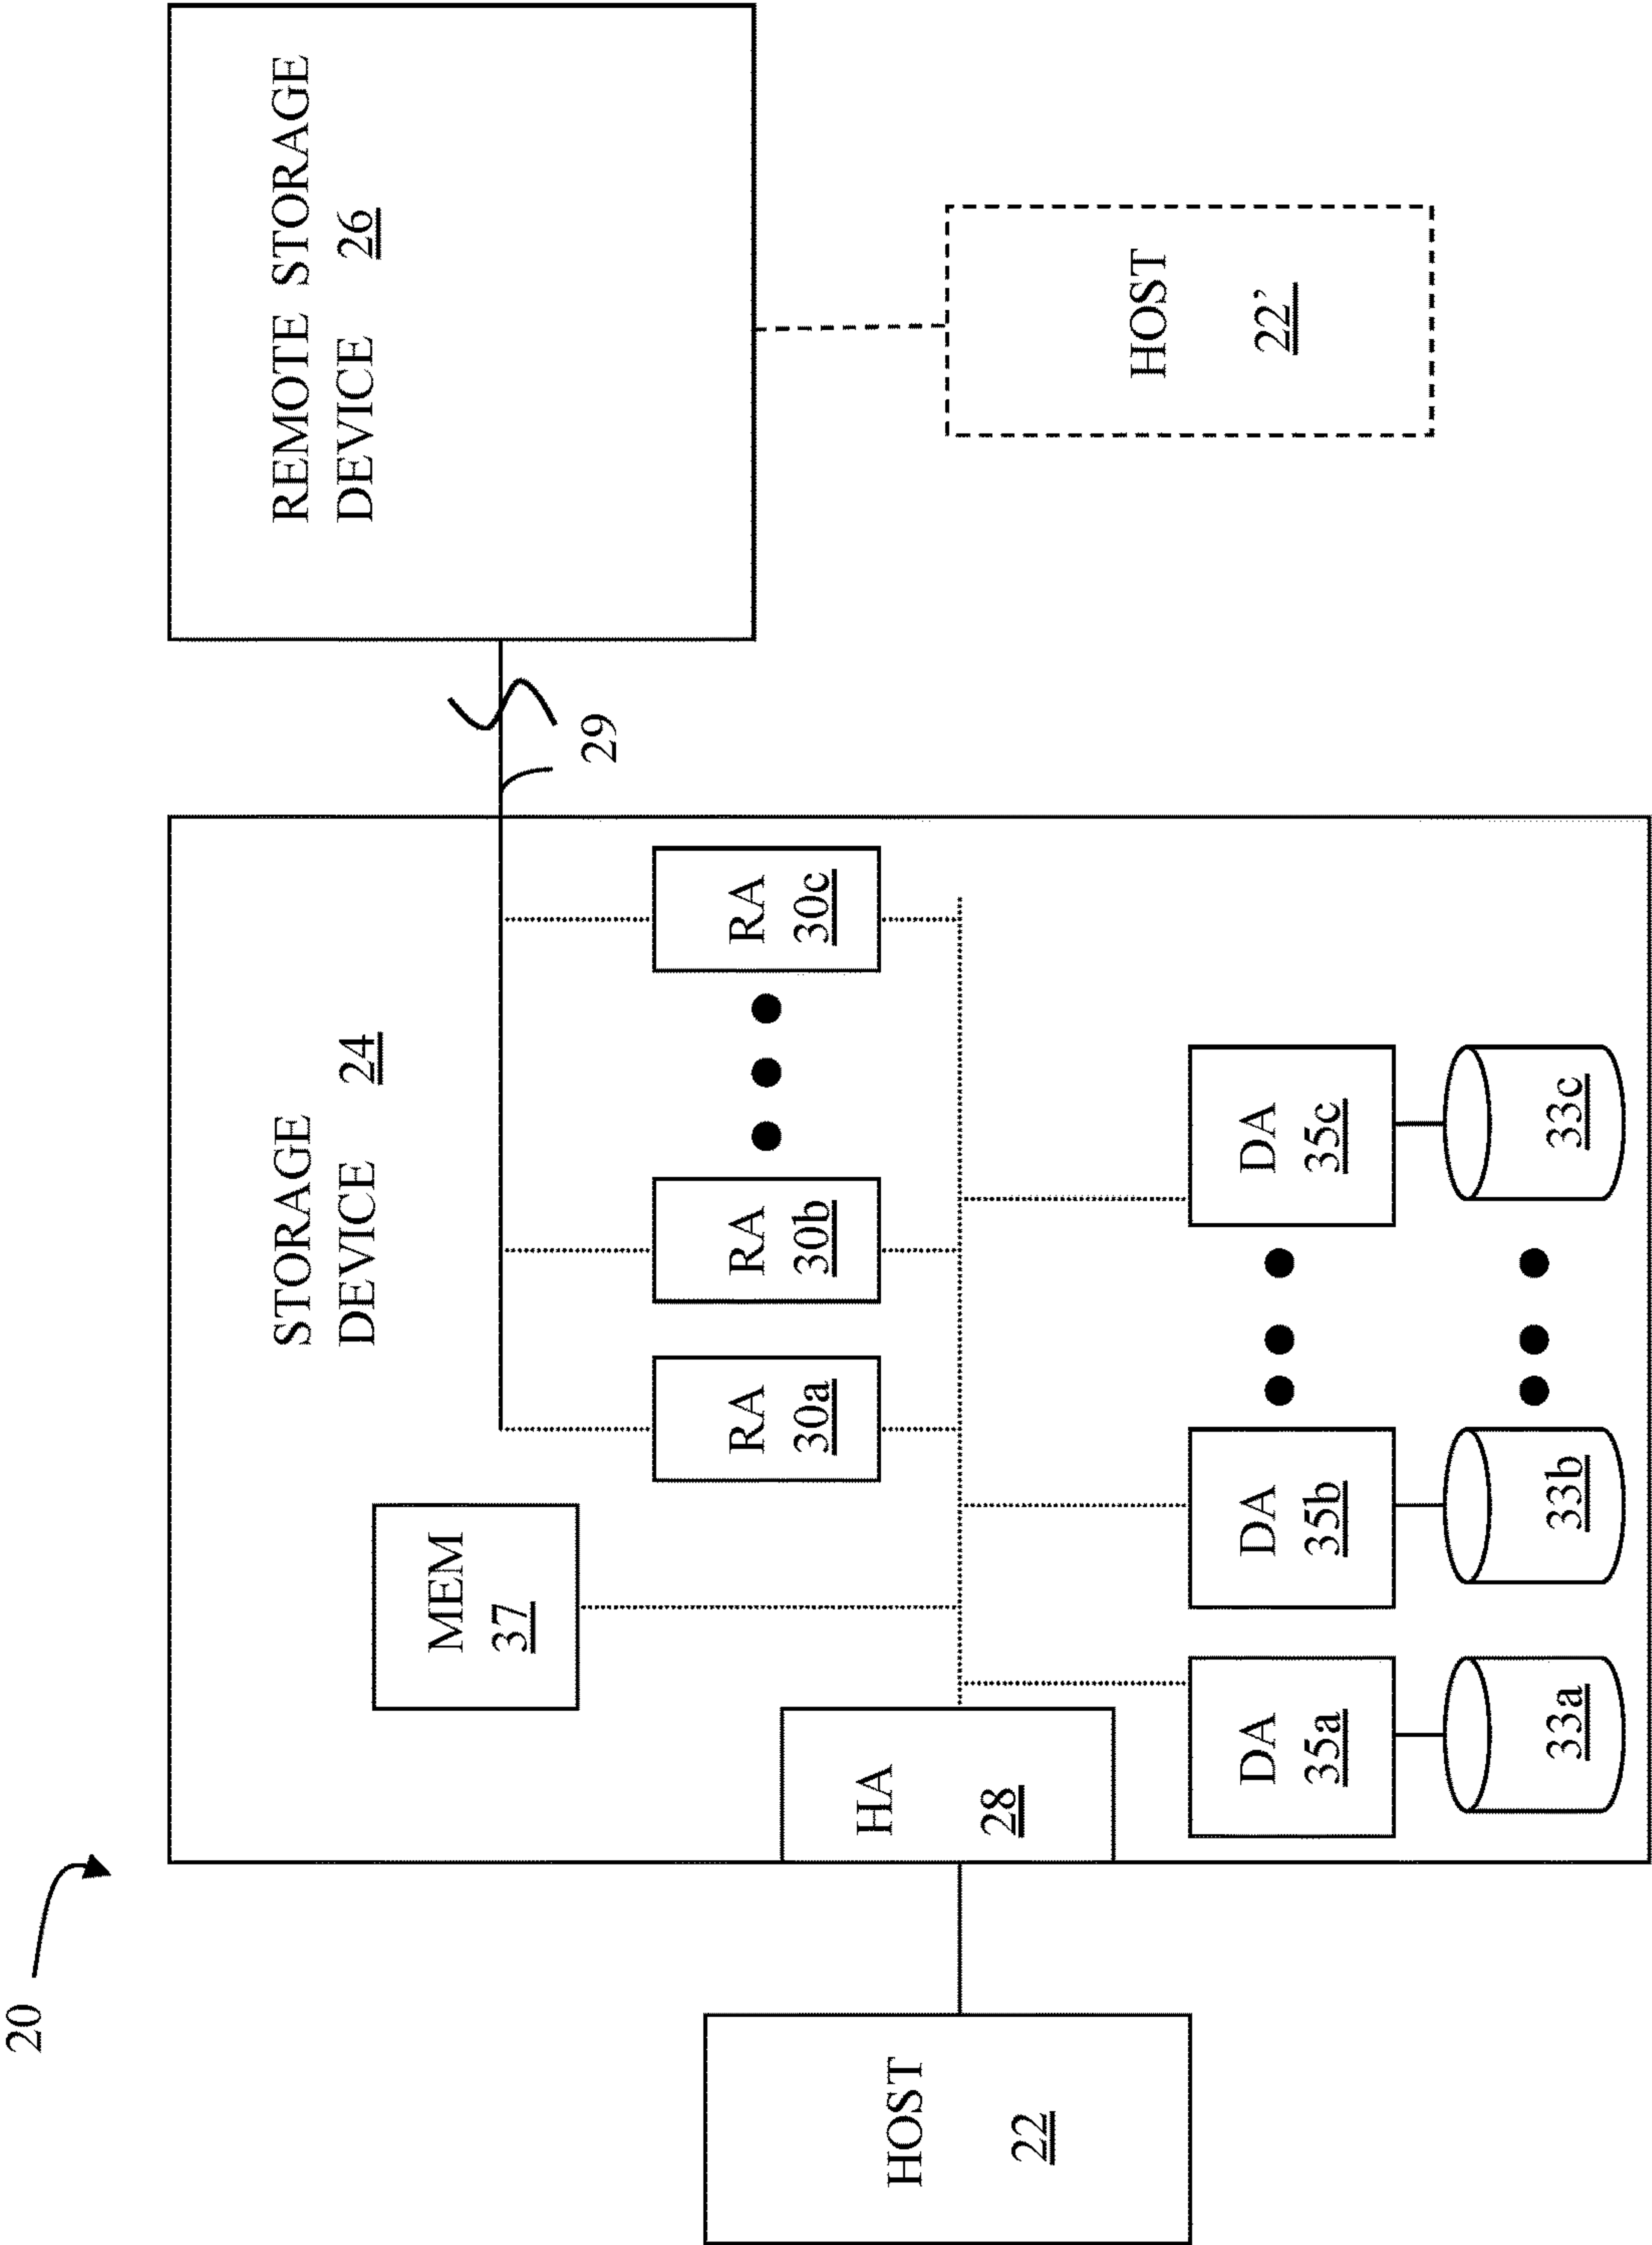 20
STORAGE
DEVICE 24
REMOTE STORAGE
DEVICE 26
MEM
37
29
RA
30a
RA
30b
RA
30c
HOST
22
HA
28
HOST
22’
DA
35a
DA
35b
DA
35c
33a
33b
33c